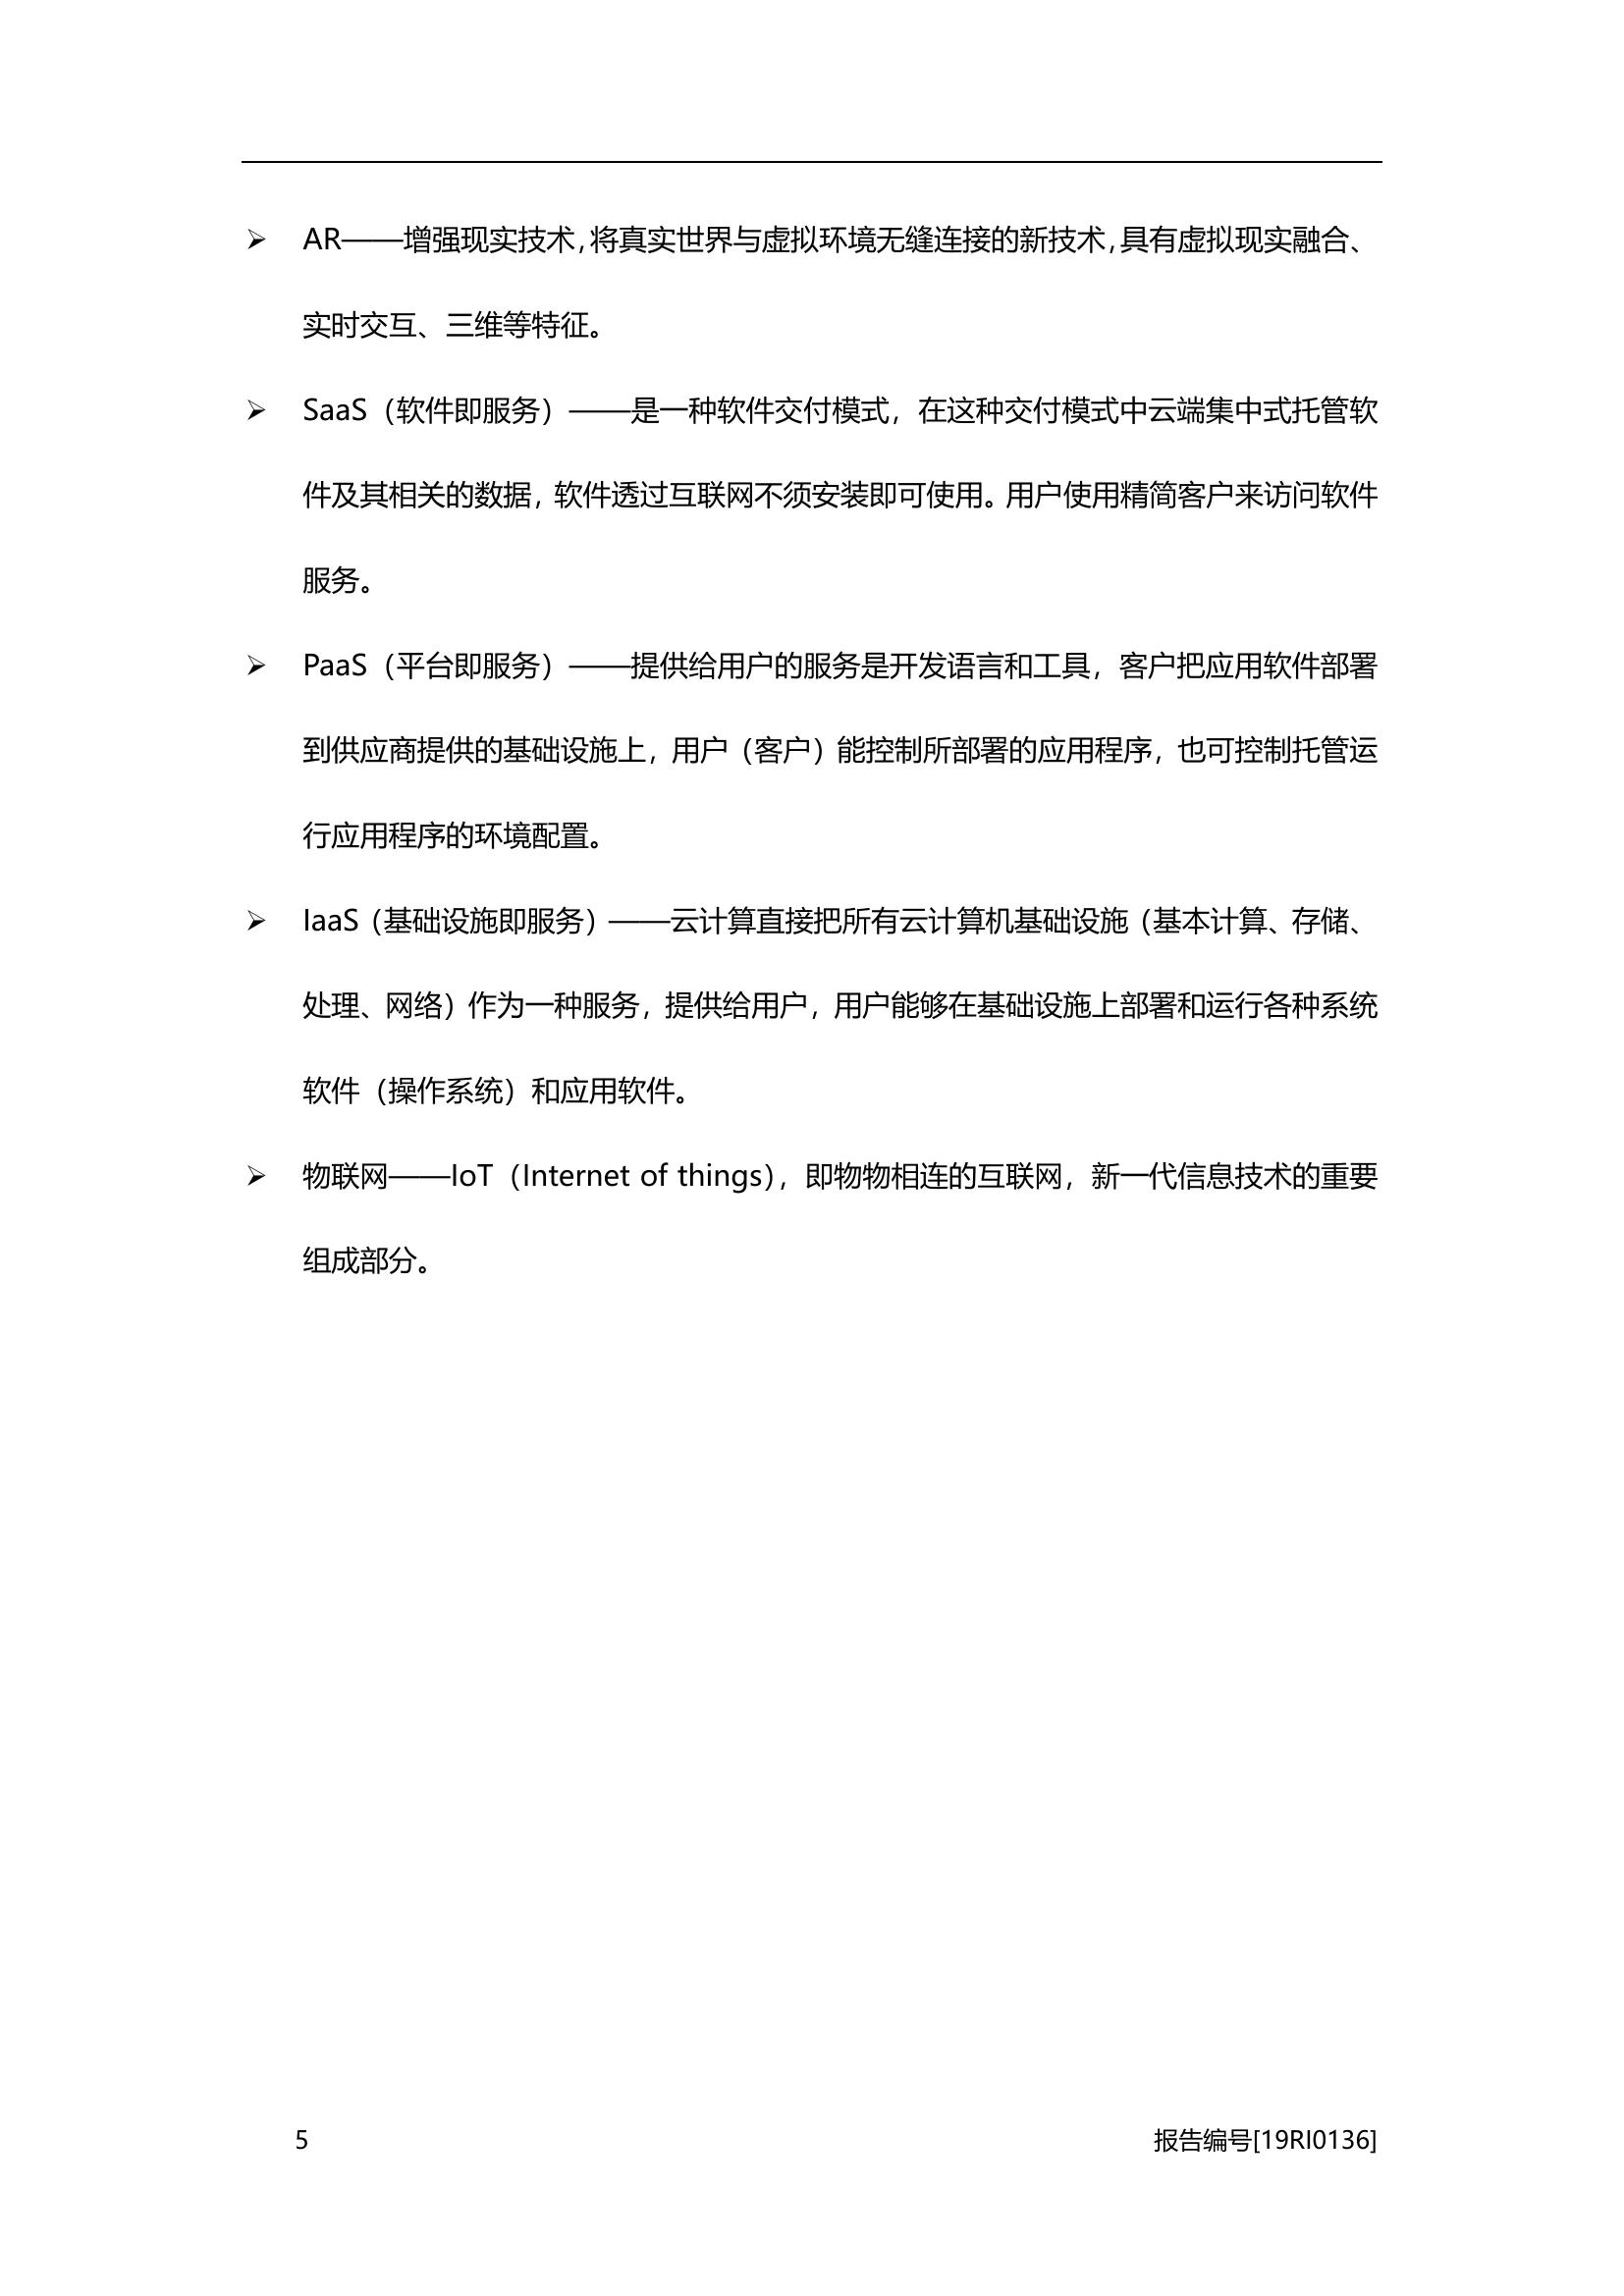 ➢ AR——增强现实技术，将真实世界与虚拟环境无缝连接的新技术，具有虚拟现实融合、
实时交互、三维等特征。
➢ SaaS（软件即服务）——是一种软件交付模式，在这种交付模式中云端集中式托管软
件及其相关的数据，软件透过互联网不须安装即可使用。用户使用精简客户来访问软件
服务。
➢ PaaS（平台即服务）——提供给用户的服务是开发语言和工具，客户把应用软件部署
到供应商提供的基础设施上，用户（客户）能控制所部署的应用程序，也可控制托管运
行应用程序的环境配置。
➢ IaaS（基础设施即服务）——云计算直接把所有云计算机基础设施（基本计算、存储、
处理、网络）作为一种服务，提供给用户，用户能够在基础设施上部署和运行各种系统
软件（操作系统）和应用软件。
➢ 物联网——IoT（Internet of things），即物物相连的互联网，新一代信息技术的重要
组成部分。
5 报告编号[19RI0136]